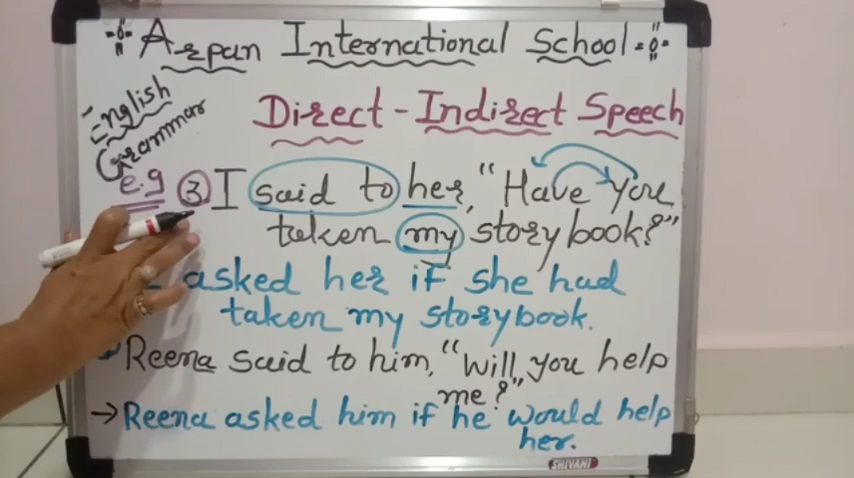 Arpan International School
English
Grammar
Direct - Indirect Speech
e.g ③ I said to her, "Have you
taken my storybook?"
asked her if she had
taken my storybook.
Reena said to him, "Will you help
me?"
→ Reena asked him if he would help
her.
SHIVANI